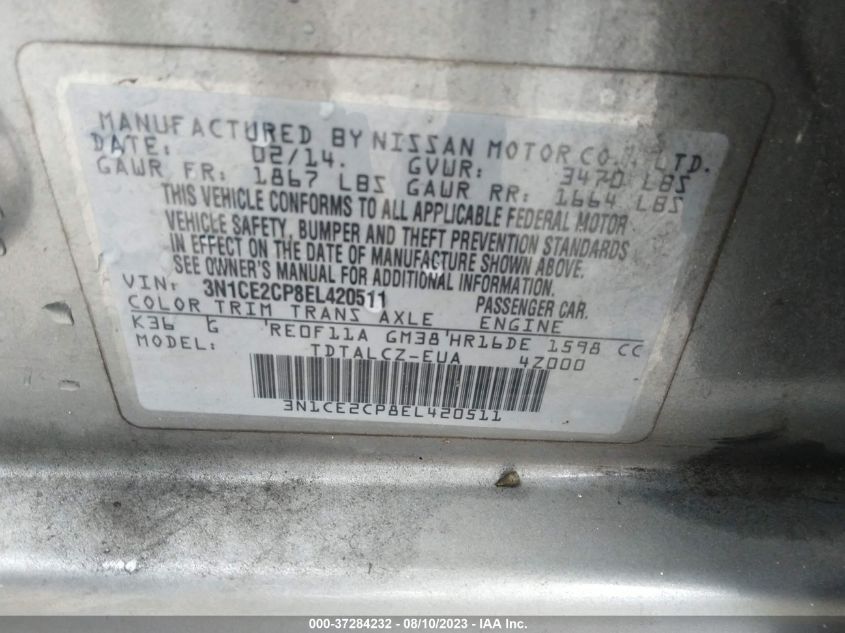 MANUFACTURED BY NISSAN MOTOR CO., LTD.
DATE: 02/14. GVWR: 3470 LBS
GAWR FR: 1867 LBS GAWR RR: 1664 LBS
THIS VEHICLE CONFORMS TO ALL APPLICABLE FEDERAL MOTOR
VEHICLE SAFETY, BUMPER AND THEFT PREVENTION STANDARDS
IN EFFECT ON THE DATE OF MANUFACTURE SHOWN ABOVE.
SEE OWNER'S MANUAL FOR ADDITIONAL INFORMATION.
VIN: 3N1CE2CP8EL420511 PASSENGER CAR.
COLOR TRIM TRANS AXLE ENGINE
K36 G 'RE0F11A GM38'HR16DE 1598 CC
MODEL: TDTALCZ-EUA 4Z000
3N1CE2CP8EL420511
000-37284232 - 08/10/2023 - IAA Inc.